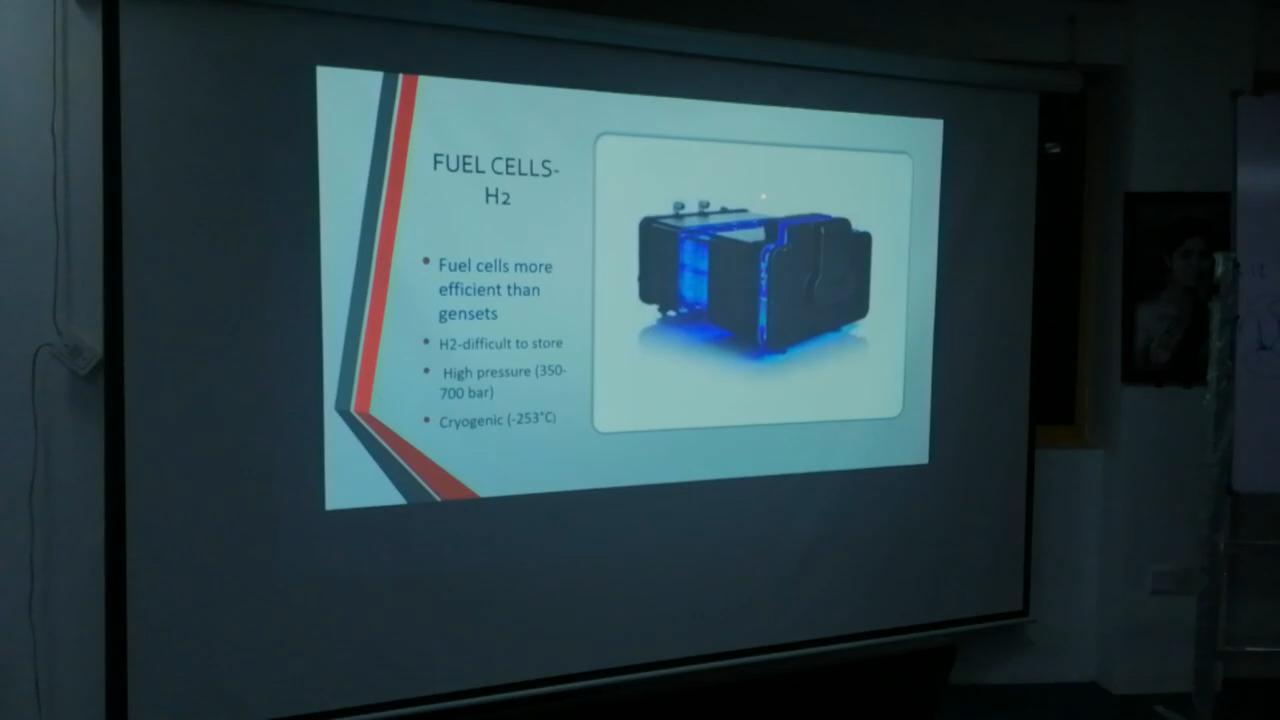 FUEL CELLS-
H2
• Fuel cells more
efficient than
gensets
• H2-difficult to store
• High pressure (350-
700 bar)
• Cryogenic (-253°C)